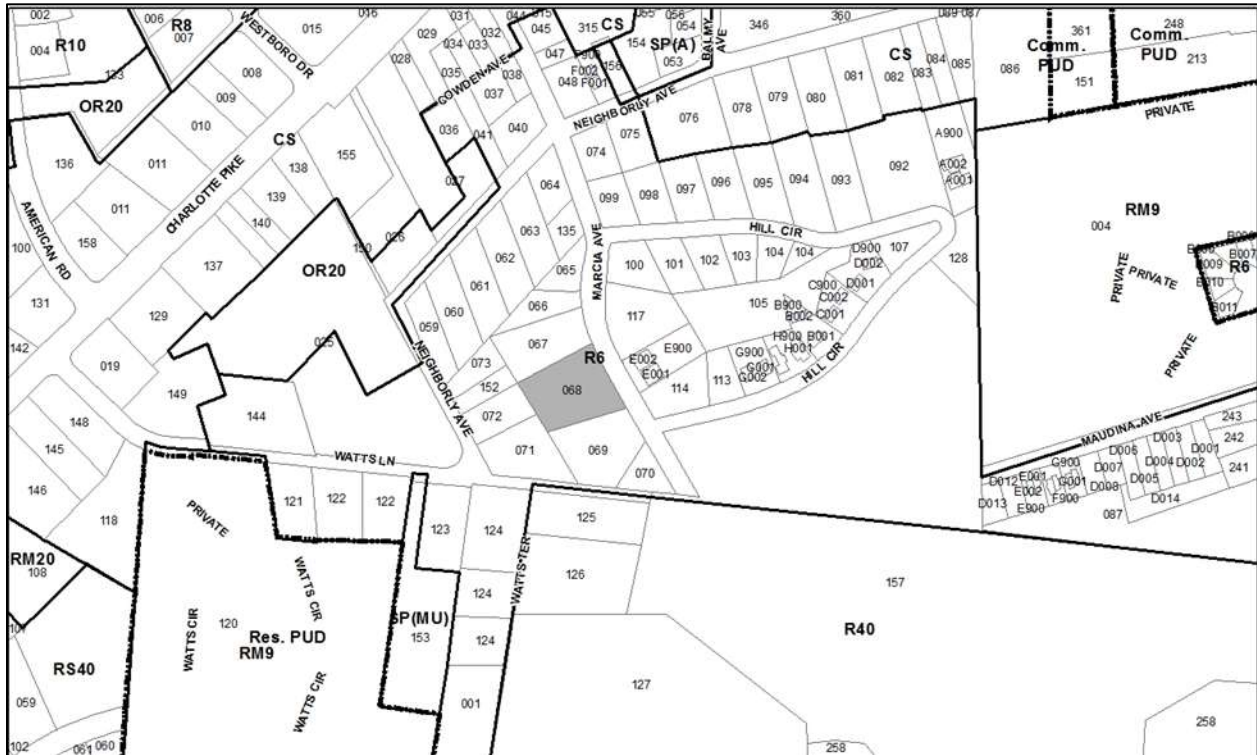 002
R10
004
R8
006
007
WESTBORO DR
015
016
133
OR20
008
009
010
011
CS
136
011
CHARLOTTE PIKE
AMERICAN RD
100
158
131
142
129
137
140
139
138
155
028
029
031
034
033
032
035
037
038
044
045
047
048
COWDEN AVE
036
041
040
027
026
OR20
025
019
149
144
148
145
146
118
315
CS
F002
F001
055
056
054
154
SP(A)
053
BALMY AVE
346
360
NEIGHBORLY AVE
074
075
076
078
079
080
081
CS
082
083
084
085
086
361
Comm. PUD
151
248
Comm. PUD
213
PRIVATE
099
098
097
096
095
094
093
092
A900
A002
A001
128
RM9
004
PRIVATE
PRIVATE
PRIVATE
R6
B007
B011
064
063
135
062
065
061
066
060
059
067
073
152
072
068
071
069
070
MARCIA AVE
R6
NEIGHBORLY AVE
HILL CIR
100
101
102
103
104
104
D900
D002
107
105
C900
C002
C001
D001
B900
B002
B001
H900
H001
117
E900
E002
E001
114
113
G900
G001
G002
HILL CIR
MAUDINA AVE
243
242
241
D003
D001
D006
D004
D002
D007
D005
D008
D014
G900
G001
F900
E001
E002
E900
D012
D013
087
WATTS LN
121
122
122
123
124
124
124
001
125
126
127
WATTS TER
157
R40
258
258
PRIVATE
WATTS CIR
WATTS CIR
WATTS CIR
120
Res. PUD
RM9
SP(MU)
153
RM20
108
RS40
059
102
061
060